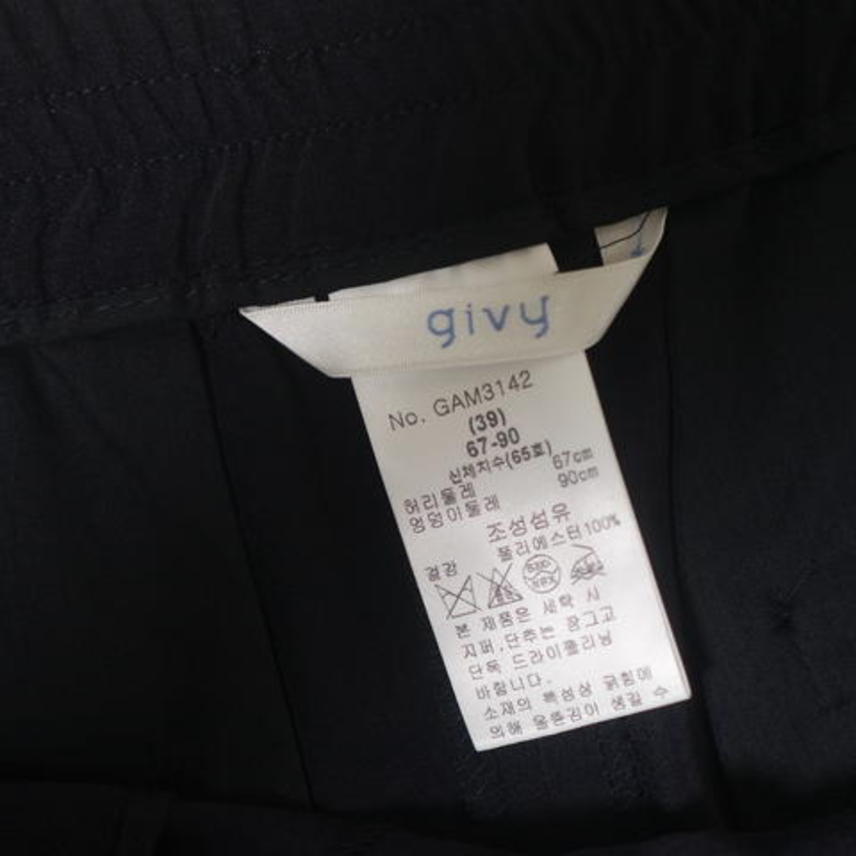 givy
No. GAM3142
(39)
67-90
신체치수(65호)
허리둘레 67cm
엉덩이둘레 90cm
조성섬유
폴리에스터100%
겉감
본 제품은 세탁 시
지퍼,단추는 잠그고
단독 드라이클리닝
바랍니다.
소재의 특성상 긁힘에
의해 올뜯김이 생길 수